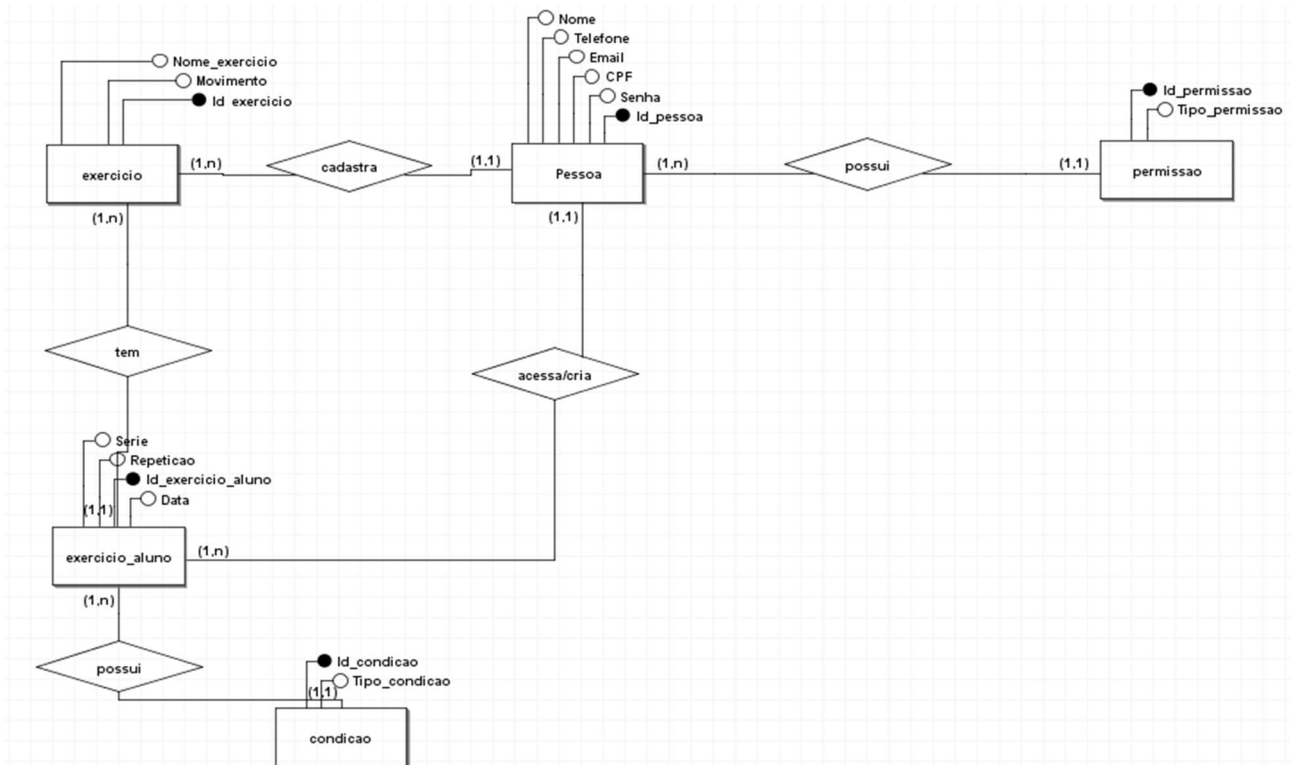 Nome
Telefone
Email
CPF
Senha
Id_pessoa
Nome_exercicio
Movimento
Id exercicio
Id_permissao
Tipo_permissao
exercicio
(1,n)
cadastra
(1,1)
Pessoa
(1,n)
possui
(1,1)
permissao
(1,n)
(1,1)
tem
acessa/cria
Serie
Repeticao
Id_exercicio_aluno
Data
(1,1)
exercicio_aluno
(1,n)
(1,n)
possui
Id_condicao
Tipo_condicao
(1,1)
condicao